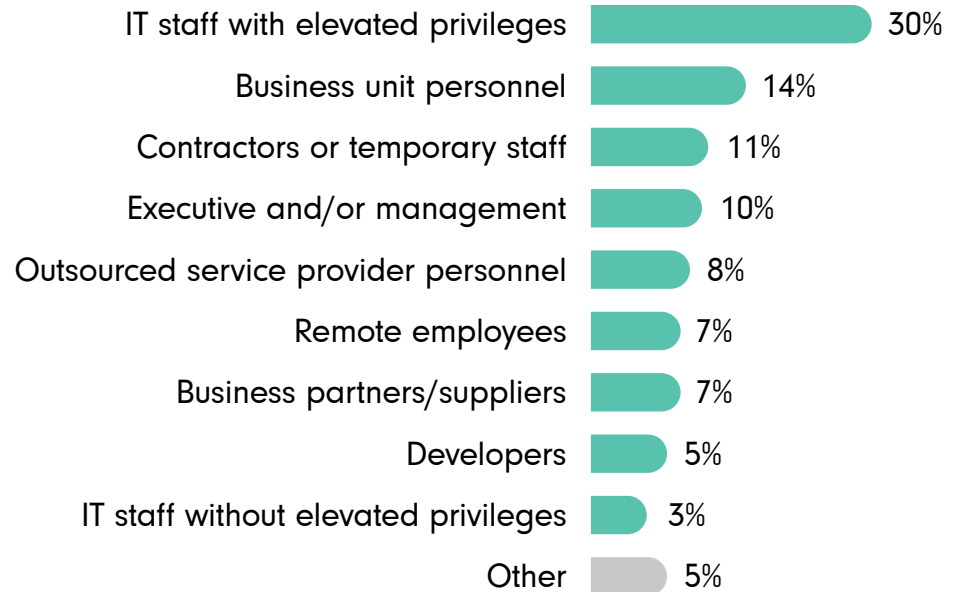 IT staff with elevated privileges 30%
Business unit personnel 14%
Contractors or temporary staff 11%
Executive and/or management 10%
Outsourced service provider personnel 8%
Remote employees 7%
Business partners/suppliers 7%
Developers 5%
IT staff without elevated privileges 3%
Other 5%